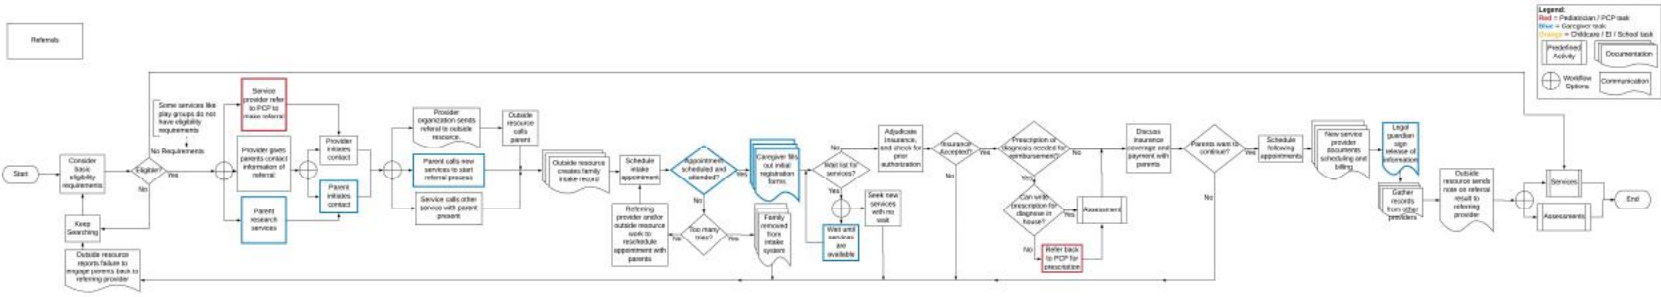 Referrals
Legend:
Red = Pediatrician / PCP task
Blue = Caregiver task
Orange = Childcare / EI / School task
Predefined
Activity
Documentation
Workflow
Options
Communication
Start
Consider
basic
eligibility
requirements
Eligible?
Yes
No
Keep
Searching
Outside resource
reports failure to
engage parents back to
referring provider
Some services like
play groups do not
have eligibility
requirements
No Requirements
Service
provider refer
to PCP to
make referral
Provider gives
parents contact
information of
referral
Parent
research
services
Provider
initiates
contact
Parent
initiates
contact
Provider
organization sends
referal to outside
resource.
Parent calls new
services to start
referral process
Service calls other
service with parent
present
Outside
resource
calls
parent
Outside resource
creates family
intake record
Schedule
intake
appointment
Referring
provider and/or
outside resource
work to
reschedule
appointment with
parents
Appointment
scheduled and
attended?
Yes
No
Too many
tries?
No
Yes
Family
removed
from
intake
system
Caregiver fills
out initial
registration
forms
Wait list for
services?
No
Yes
Wait until
services
are
available
Seek new
services
with no
wait
Adjudicate
insurance,
send check for
prior
authorization
Insurance
Accepted?
Yes
No
Prescription or
diagnosis needed for
reimbursement?
No
Yes
Can write
prescription for
diagnose in
house?
Yes
No
Assessment
Refer back
to PCP for
prescription
Discuss
insurance
coverage and
payment with
parents
Parents want to
continue?
Yes
No
Schedule
following
appointments
New service
provider
documents
scheduling and
billing
Legal
guardian
sign
release of
information
Gather
records
from other
providers
Outside
resource sends
note on referral
result to
referring
provider
Services
Assessments
End